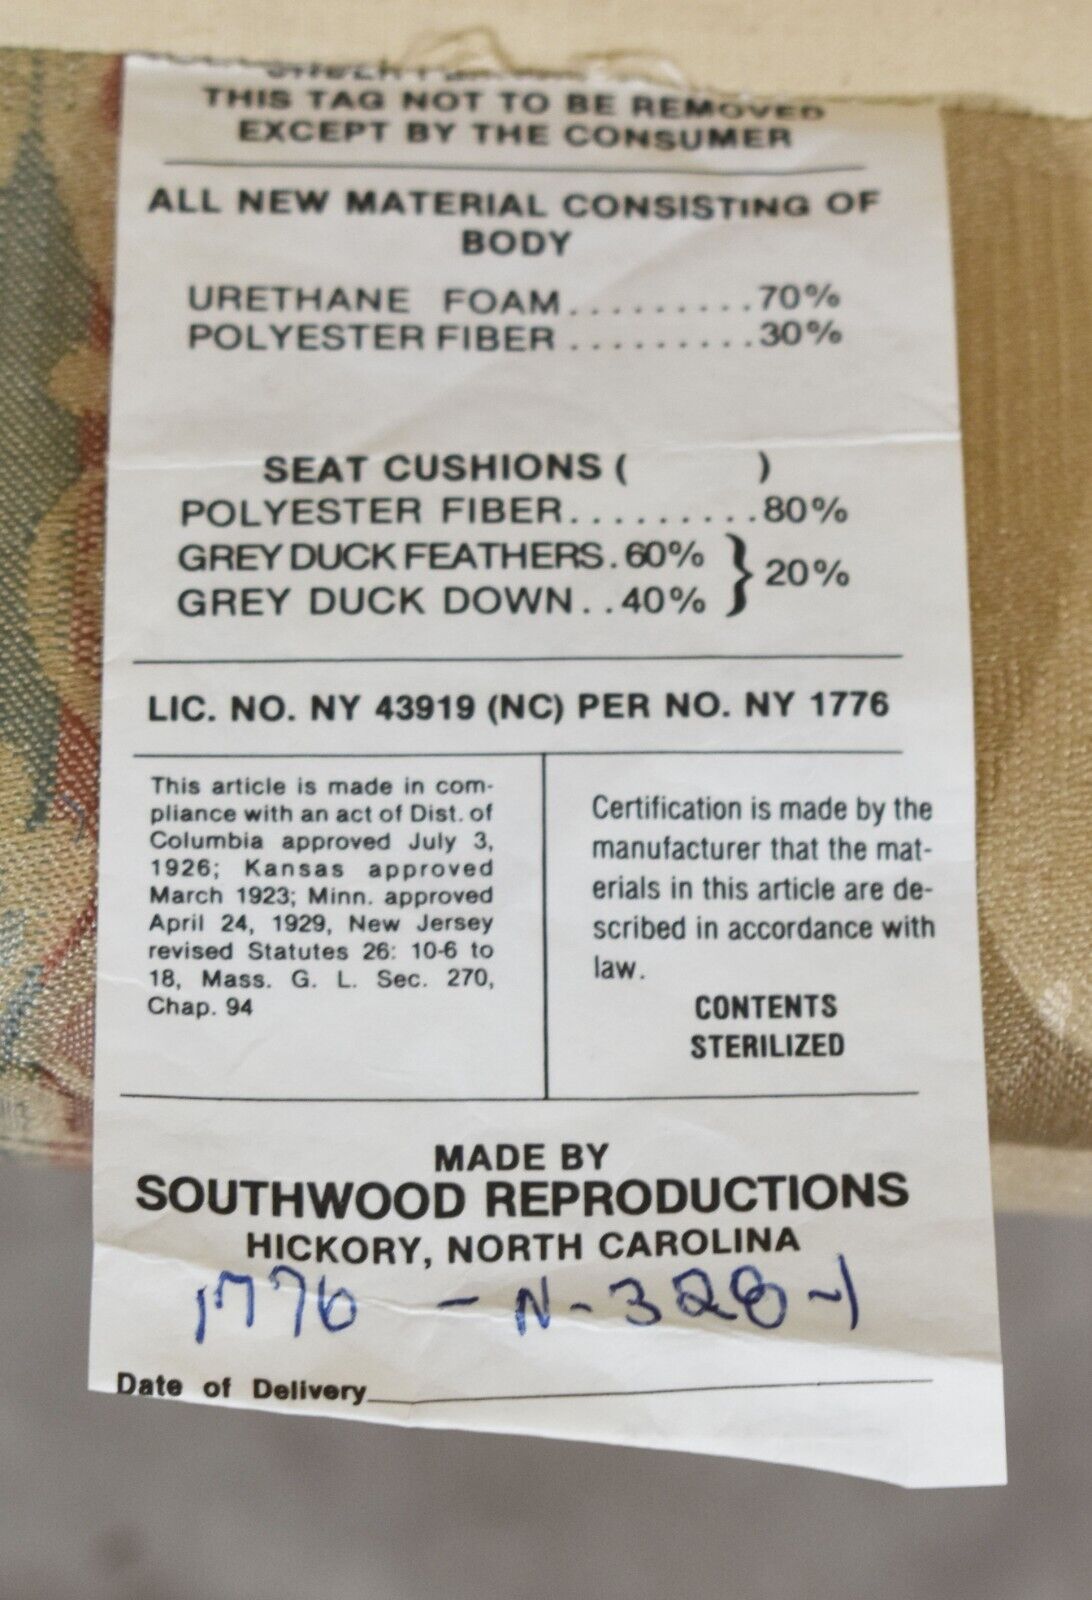 THIS TAG NOT TO BE REMOVED
EXCEPT BY THE CONSUMER
ALL NEW MATERIAL CONSISTING OF
BODY
URETHANE FOAM.........70%
POLYESTER FIBER.........30%
SEAT CUSHIONS ( )
POLYESTER FIBER.........80%
GREY DUCK FEATHERS.60% } 20%
GREY DUCK DOWN..40%
LIC. NO. NY 43919 (NC) PER NO. NY 1776
This article is made in com-
pliance with an act of Dist. of
Columbia approved July 3,
1926; Kansas approved
March 1923; Minn. approved
April 24, 1929, New Jersey
revised Statutes 26: 10-6 to
18, Mass. G. L. Sec. 270,
Chap. 94
Certification is made by the
manufacturer that the mat-
erials in this article are de-
scribed in accordance with
law.
CONTENTS
STERILIZED
MADE BY
SOUTHWOOD REPRODUCTIONS
HICKORY, NORTH CAROLINA
1776 - N-328-1
Date of Delivery